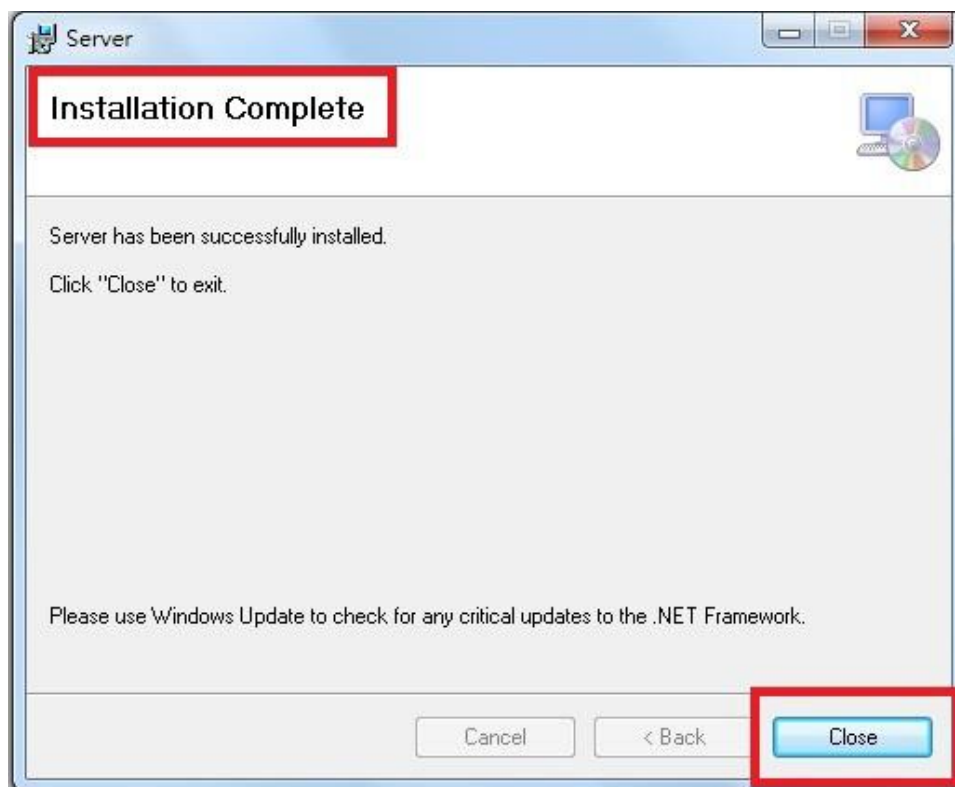 Server
Installation Complete
Server has been successfully installed.
Click "Close" to exit.
Please use Windows Update to check for any critical updates to the .NET Framework.
Cancel
< Back
Close